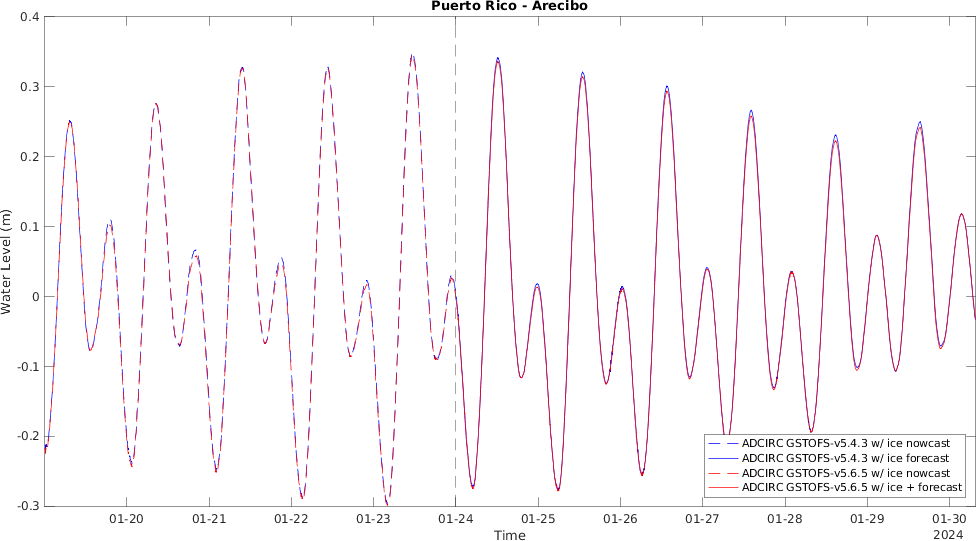 Puerto Rico - Arecibo
0.4
0.3
0.2
0.1
0
-0.1
-0.2
-0.3
Water Level (m)
ADCIRC GSTOFS-v5.4.3 w/ ice nowcast
ADCIRC GSTOFS-v5.4.3 w/ ice forecast
ADCIRC GSTOFS-v5.6.5 w/ ice nowcast
ADCIRC GSTOFS-v5.6.5 w/ ice + forecast
01-20 01-21 01-22 01-23 01-24 01-25 01-26 01-27 01-28 01-29 01-30
Time 2024